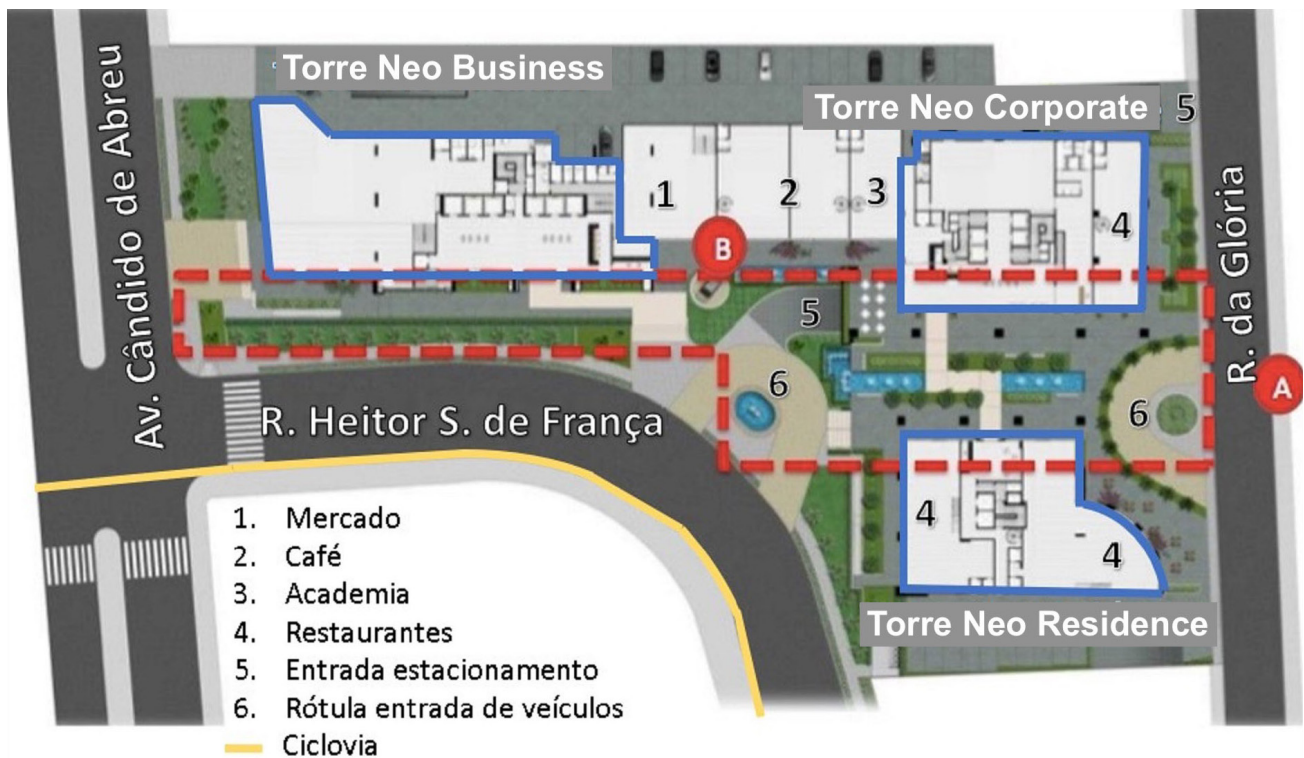 Torre Neo Business
Torre Neo Corporate
5
Av. Cândido de Abreu
R. da Glória
1
2
3
4
B
5
6
A
6
R. Heitor S. de França
4
4
Torre Neo Residence
1. Mercado
2. Café
3. Academia
4. Restaurantes
5. Entrada estacionamento
6. Rótula entrada de veículos
Ciclovia